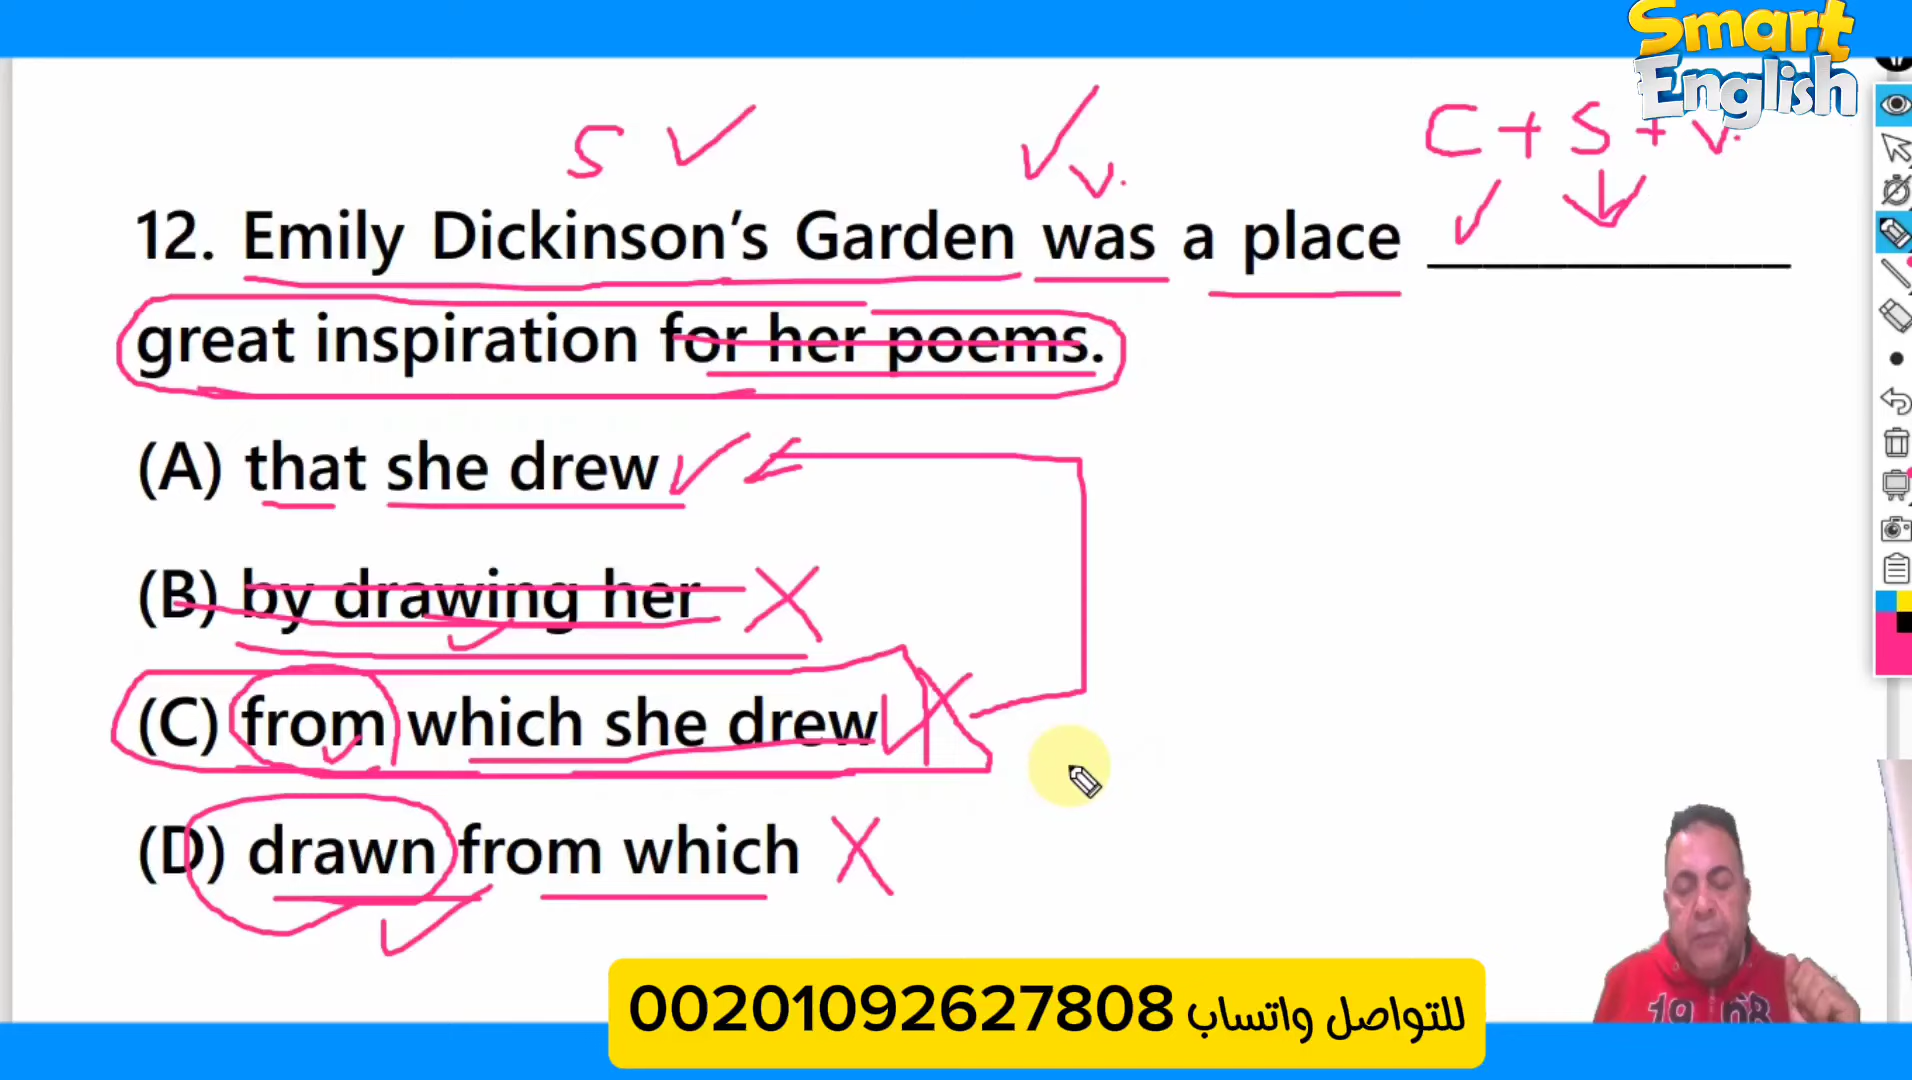 Smart
English
S
v.
C + S + v.
12. Emily Dickinson’s Garden was a place ____________
great inspiration for her poems.
(A) that she drew
(B) by drawing her
(C) from which she drew
(D) drawn from which
للتواصل واتساب 00201092627808